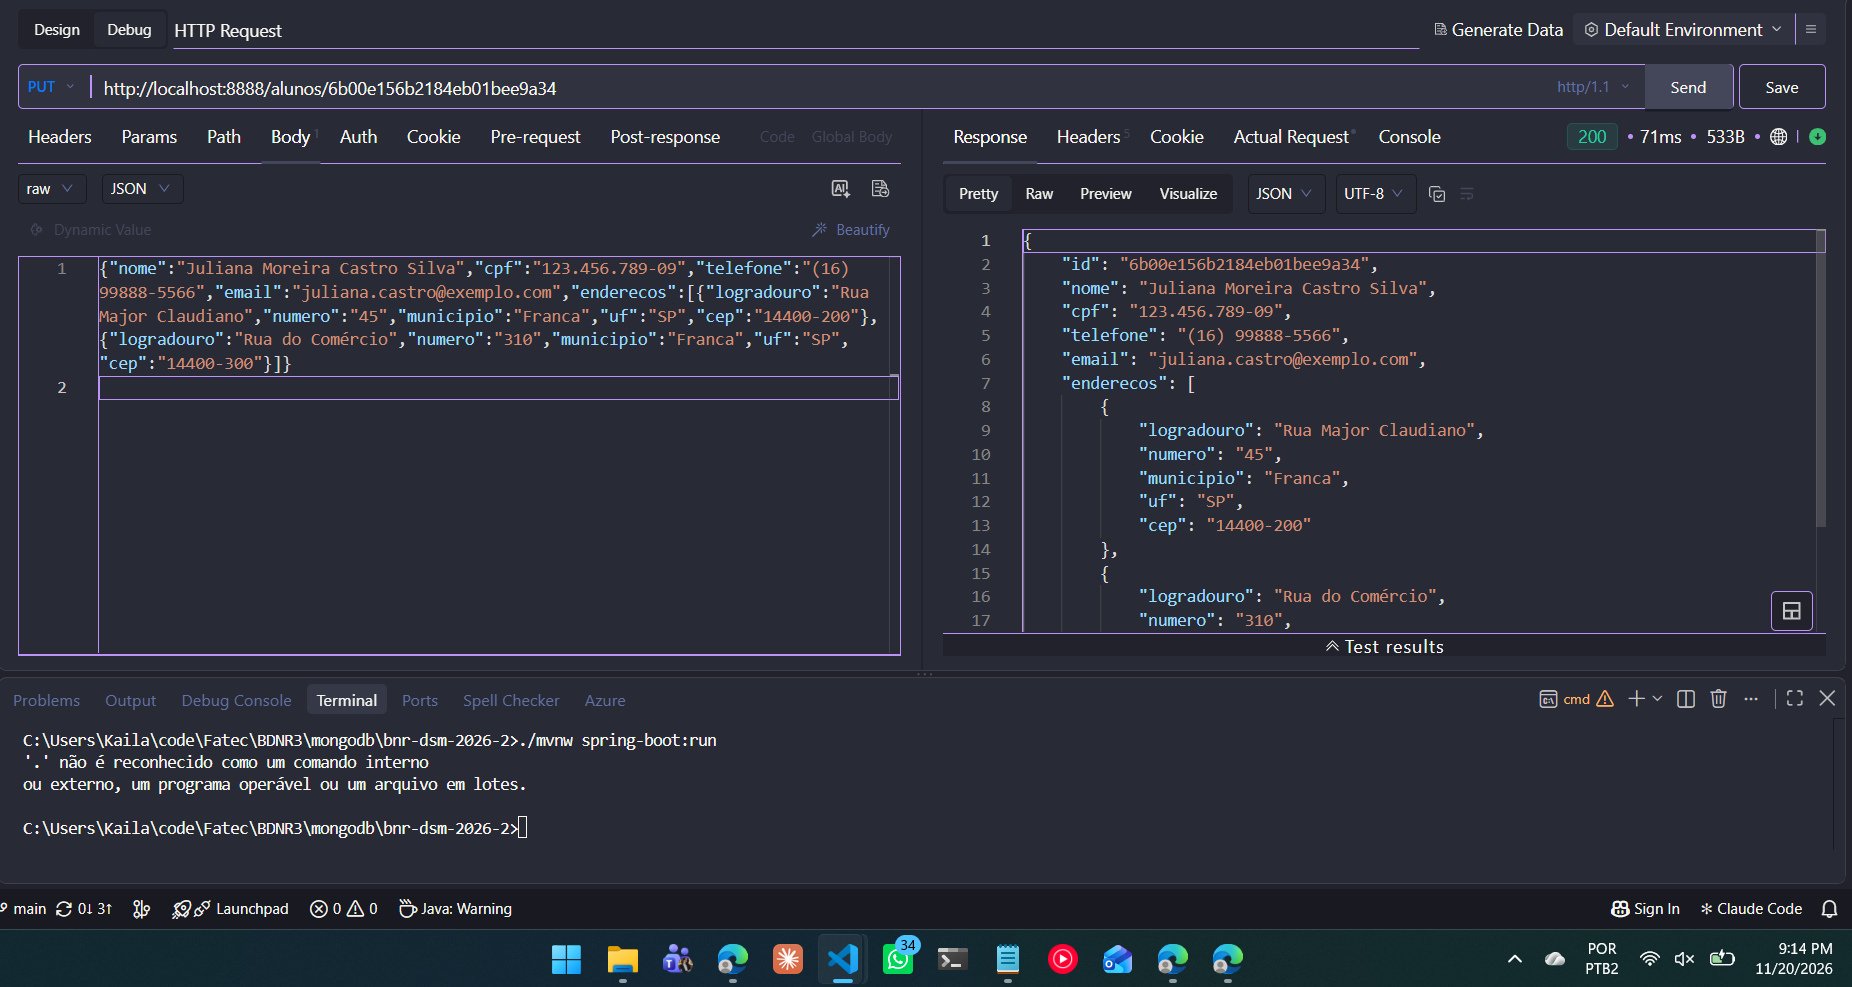 Design Debug HTTP Request Generate Data Default Environment
PUT http://localhost:8888/alunos/6b00e156b2184eb01bee9a34 http/1.1 Send Save
Headers Params Path Body 1 Auth Cookie Pre-request Post-response Code Global Body
raw JSON
Dynamic Value Beautify
1 {"nome":"Juliana Moreira Castro Silva","cpf":"123.456.789-09","telefone":"(16)
99888-5566","email":"juliana.castro@exemplo.com","enderecos":[{"logradouro":"Rua
Major Claudiano","numero":"45","municipio":"Franca","uf":"SP","cep":"14400-200"},
{"logradouro":"Rua do Comércio","numero":"310","municipio":"Franca","uf":"SP",
"cep":"14400-300"}]}
2
Response Headers 5 Cookie Actual Request Console 200 • 71ms • 533B •
Pretty Raw Preview Visualize JSON UTF-8
1 {
2 "id": "6b00e156b2184eb01bee9a34",
3 "nome": "Juliana Moreira Castro Silva",
4 "cpf": "123.456.789-09",
5 "telefone": "(16) 99888-5566",
6 "email": "juliana.castro@exemplo.com",
7 "enderecos": [
8 {
9 "logradouro": "Rua Major Claudiano",
10 "numero": "45",
11 "municipio": "Franca",
12 "uf": "SP",
13 "cep": "14400-200"
14 },
15 {
16 "logradouro": "Rua do Comércio",
17 "numero": "310",
Test results
Problems Output Debug Console Terminal Ports Spell Checker Azure cmd
C:\Users\Kaila\code\Fatec\BDNR3\mongodb\bnr-dsm-2026-2>./mvnw spring-boot:run
'.' não é reconhecido como um comando interno
ou externo, um programa operável ou um arquivo em lotes.
C:\Users\Kaila\code\Fatec\BDNR3\mongodb\bnr-dsm-2026-2>
main 0↓ 3↑ Launchpad 0 0 Java: Warning Sign In Claude Code
34
POR
PTB2
9:14 PM
11/20/2026